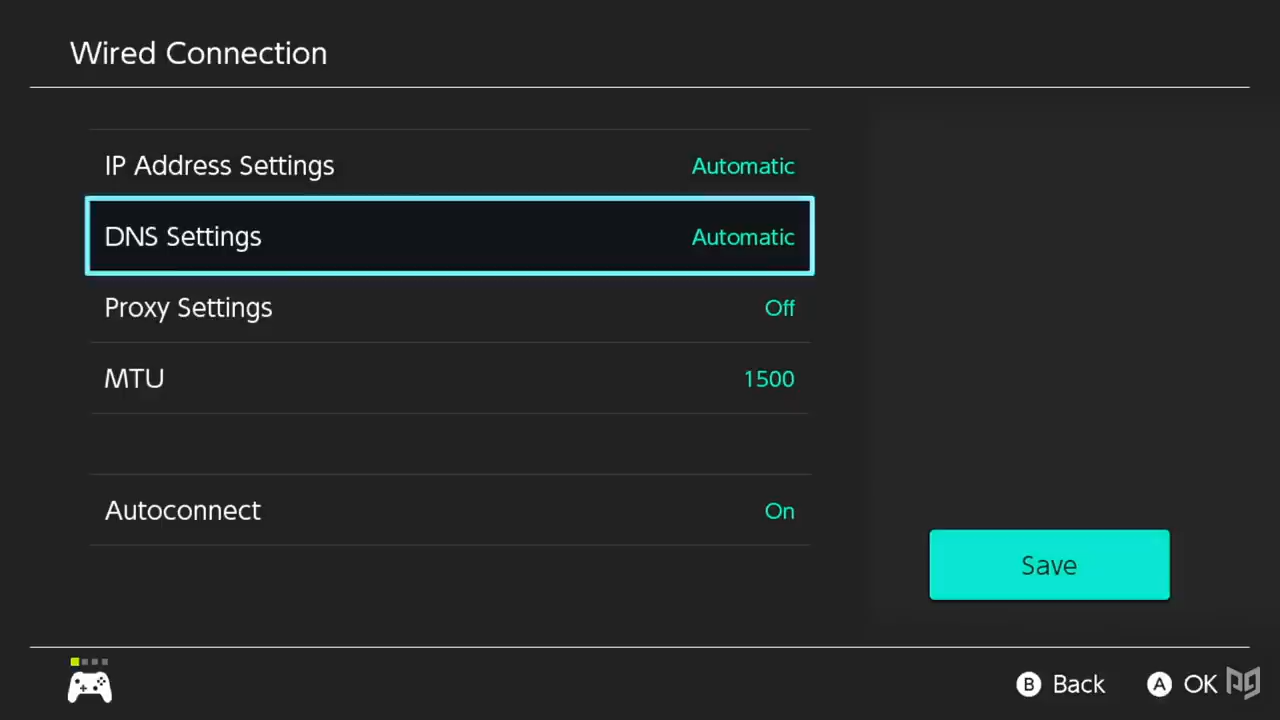 Wired Connection
IP Address Settings Automatic
DNS Settings Automatic
Proxy Settings Off
MTU 1500
Autoconnect On
Save
B Back A OK